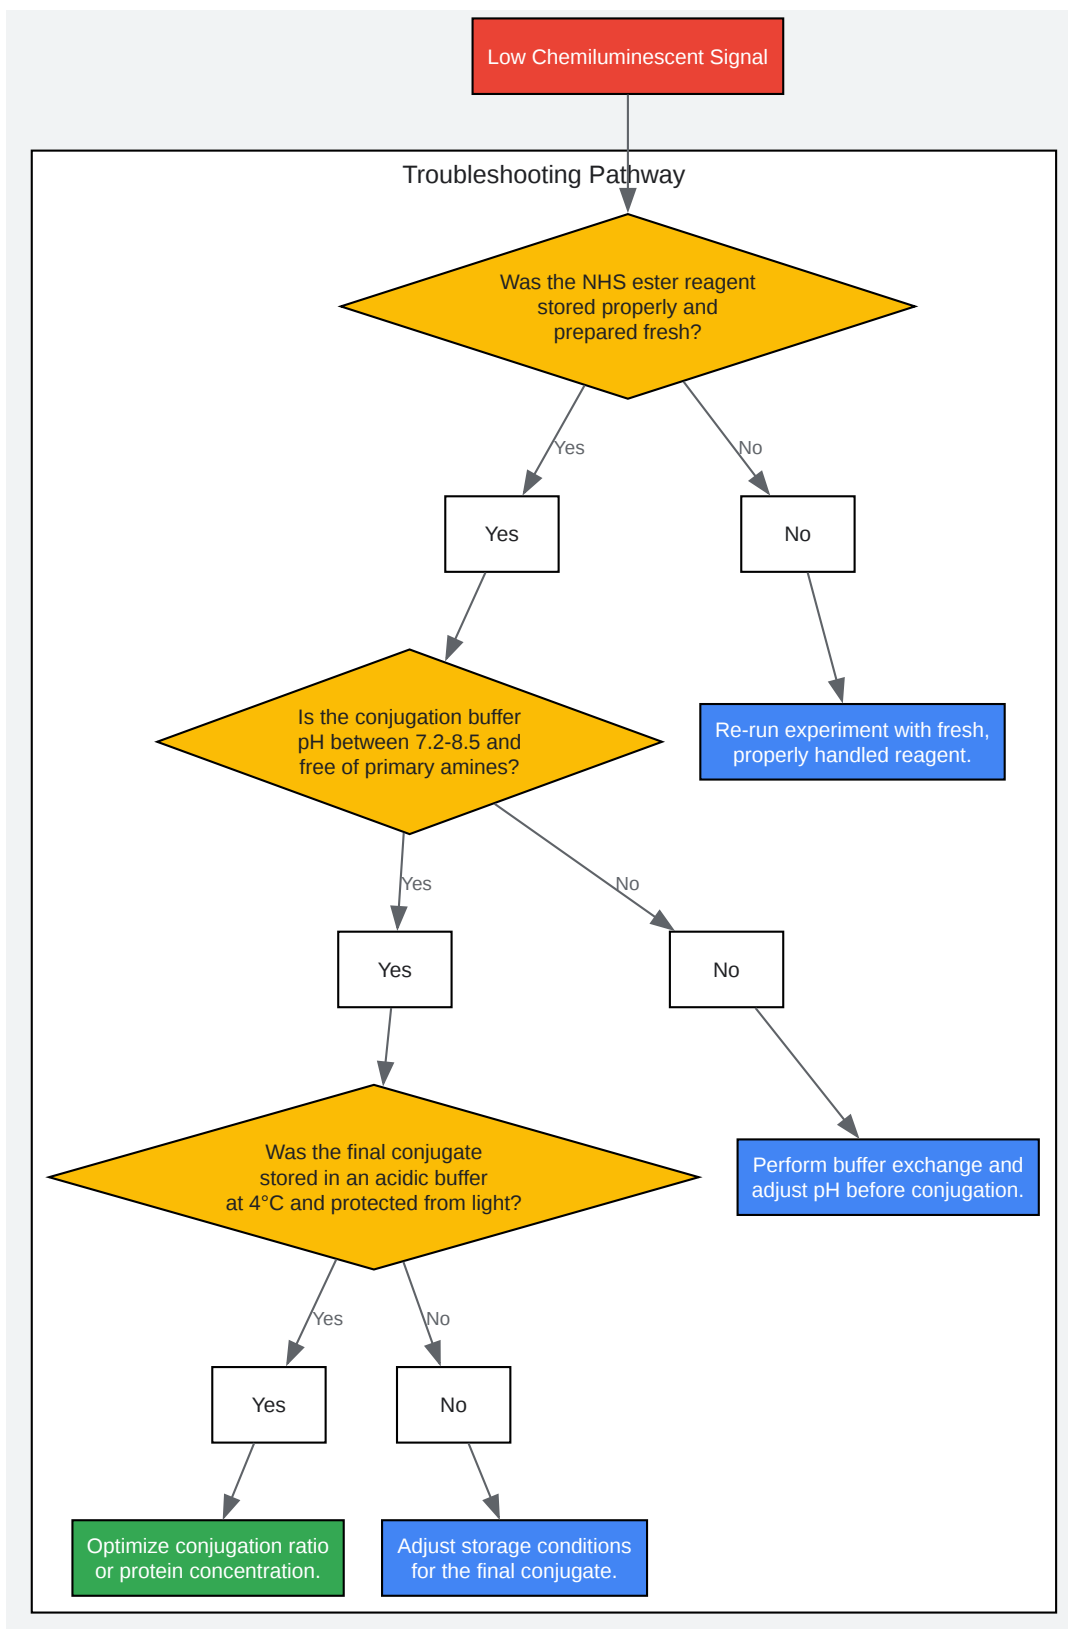 Low Chemiluminescent Signal
Troubleshooting Pathway
Was the NHS ester reagent
stored properly and
prepared fresh?
Yes
No
Yes
No
Is the conjugation buffer
pH between 7.2-8.5 and
free of primary amines?
Re-run experiment with fresh,
properly handled reagent.
Yes
No
Yes
No
Was the final conjugate
stored in an acidic buffer
at 4°C and protected from light?
Perform buffer exchange and
adjust pH before conjugation.
Yes
No
Yes
No
Optimize conjugation ratio
or protein concentration.
Adjust storage conditions
for the final conjugate.